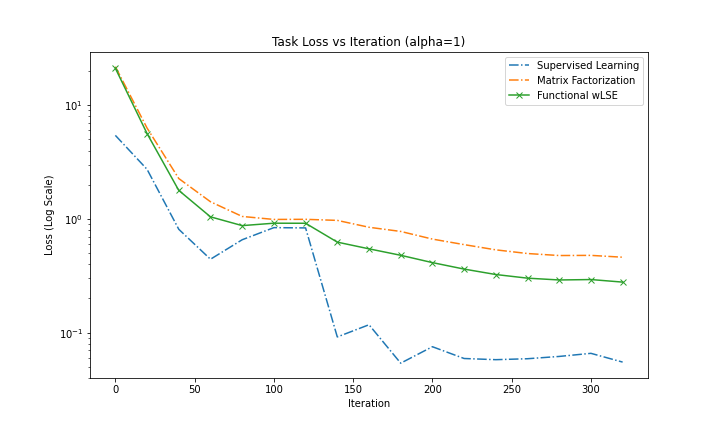 Task Loss vs Iteration (alpha=1)
Supervised Learning
Matrix Factorization
Functional wLSE
Loss (Log Scale)
10¹
10⁰
10⁻¹
0 50 100 150 200 250 300
Iteration